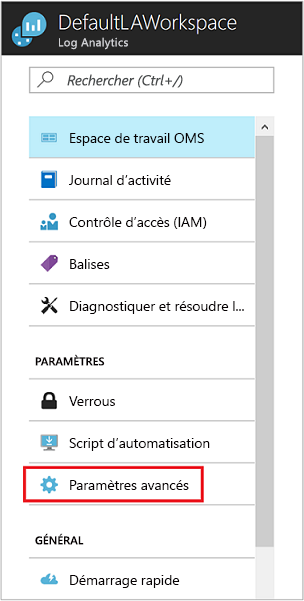 DefaultLAWorkspace
Log Analytics
Rechercher (Ctrl+/)
Espace de travail OMS
Journal d'activité
Contrôle d'accès (IAM)
Balises
Diagnostiquer et résoudre l...
PARAMÈTRES
Verrous
Script d'automatisation
Paramètres avancés
GÉNÉRAL
Démarrage rapide